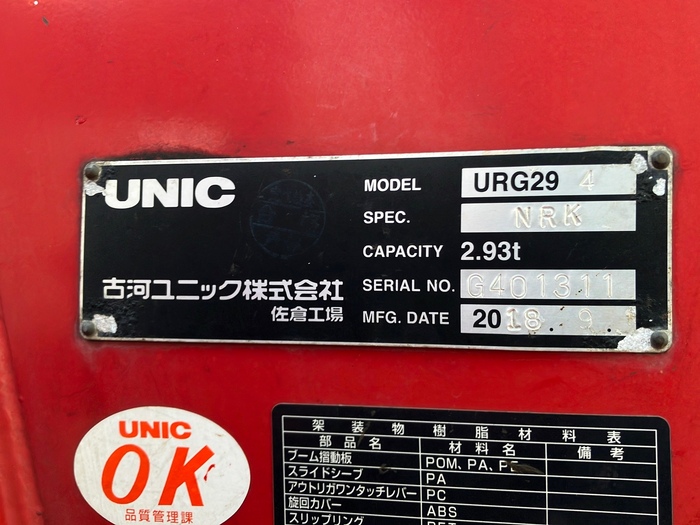 UNIC
MODEL URG29 4
SPEC. NRK
CAPACITY 2.93t
古河ユニック株式会社
SERIAL NO. G401311
佐倉工場
MFG. DATE 2018. 9.
UNIC
OK
品質管理課
架装物樹脂材料表
部品名 材料名 備考
ブーム摺動板 POM、PA、PE
スライドシーブ PA
アウトリガワンタッチレバー PC
旋回カバー ABS
スリップリング